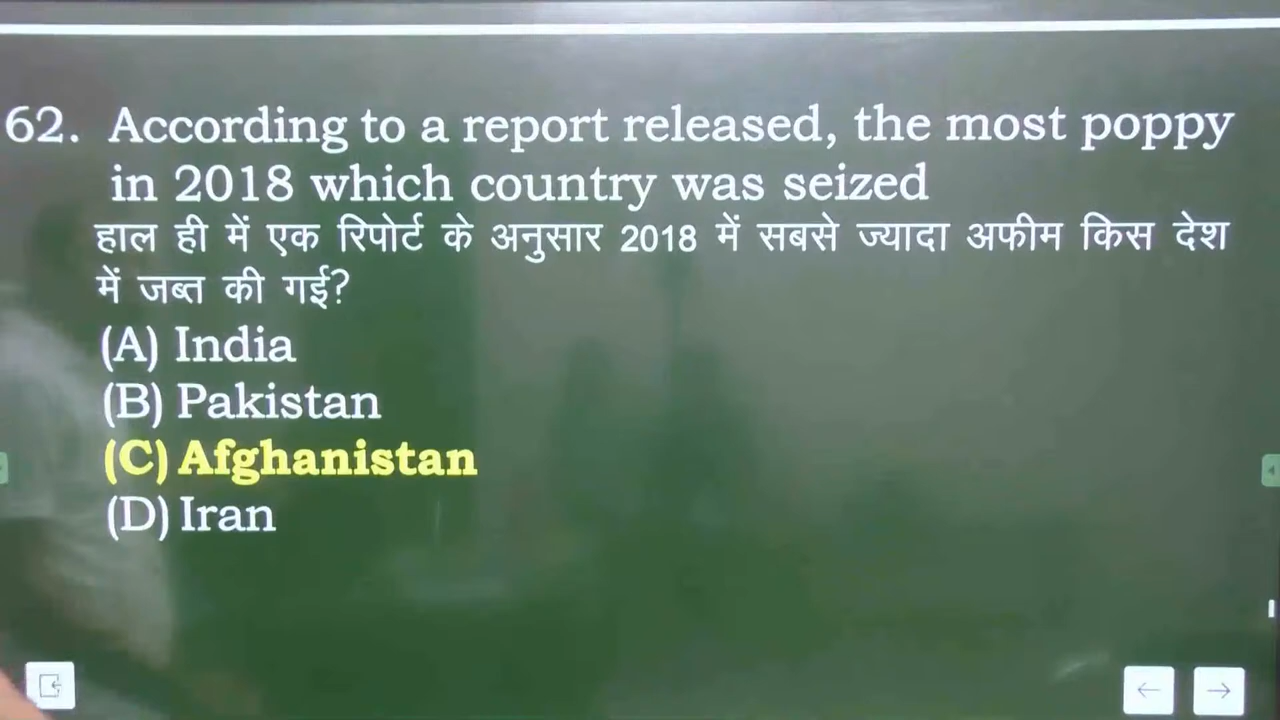 62. According to a report released, the most poppy
in 2018 which country was seized
हाल ही में एक रिपोर्ट के अनुसार 2018 में सबसे ज्यादा अफीम किस देश
में जब्त की गई?
(A) India
(B) Pakistan
(C) Afghanistan
(D) Iran